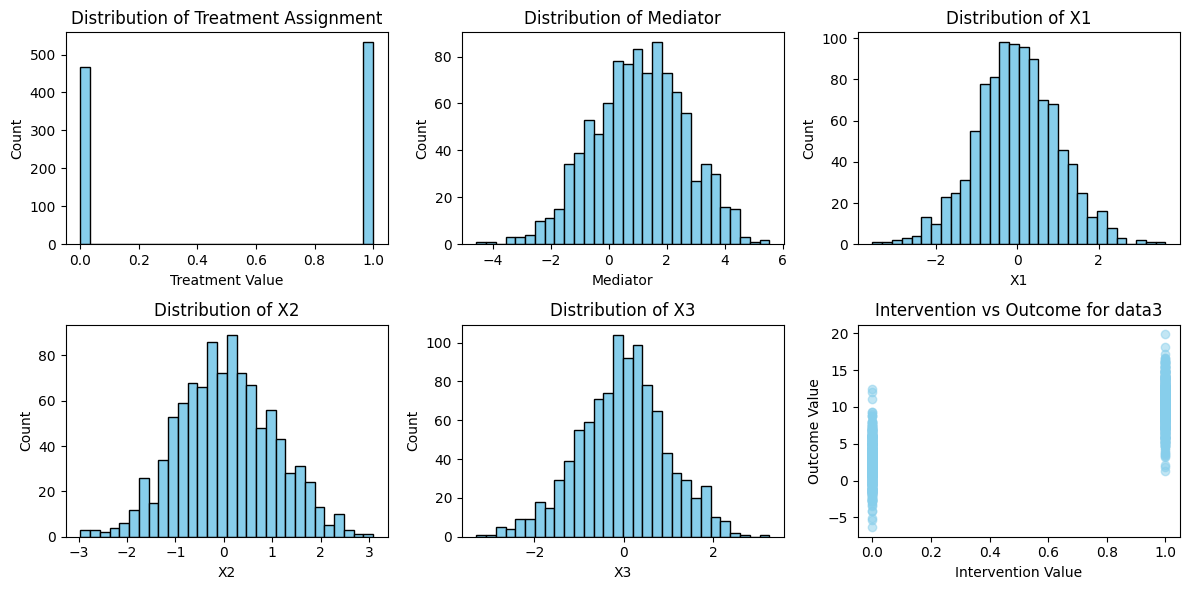 Distribution of Treatment Assignment
500
400
300
200
100
0
Count
0.0 0.2 0.4 0.6 0.8 1.0
Treatment Value
Distribution of Mediator
80
60
40
20
0
Count
−4 −2 0 2 4 6
Mediator
Distribution of X1
100
80
60
40
20
0
Count
−2 0 2
X1
Distribution of X2
80
60
40
20
0
Count
−3 −2 −1 0 1 2 3
X2
Distribution of X3
100
80
60
40
20
0
Count
−2 0 2
X3
Intervention vs Outcome for data3
20
15
10
5
0
−5
Outcome Value
0.0 0.2 0.4 0.6 0.8 1.0
Intervention Value